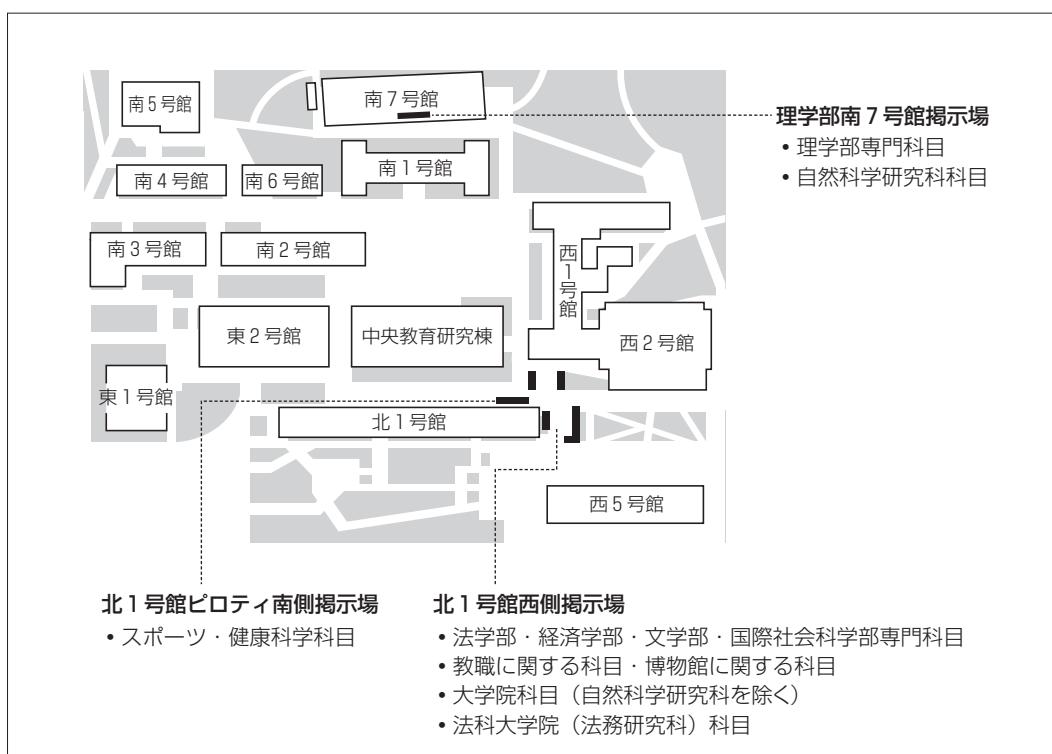 南5号館
南7号館
理学部南7号館掲示場
・理学部専門科目
・自然科学研究科科目
南4号館
南6号館
南1号館
南3号館
南2号館
西1号館
東2号館
中央教育研究棟
西2号館
東1号館
北1号館
西5号館
北1号館ピロティ南側掲示場
・スポーツ・健康科学科目
北1号館西側掲示場
・法学部・経済学部・文学部・国際社会科学部専門科目
・教職に関する科目・博物館に関する科目
・大学院科目（自然科学研究科を除く）
・法科大学院（法務研究科）科目